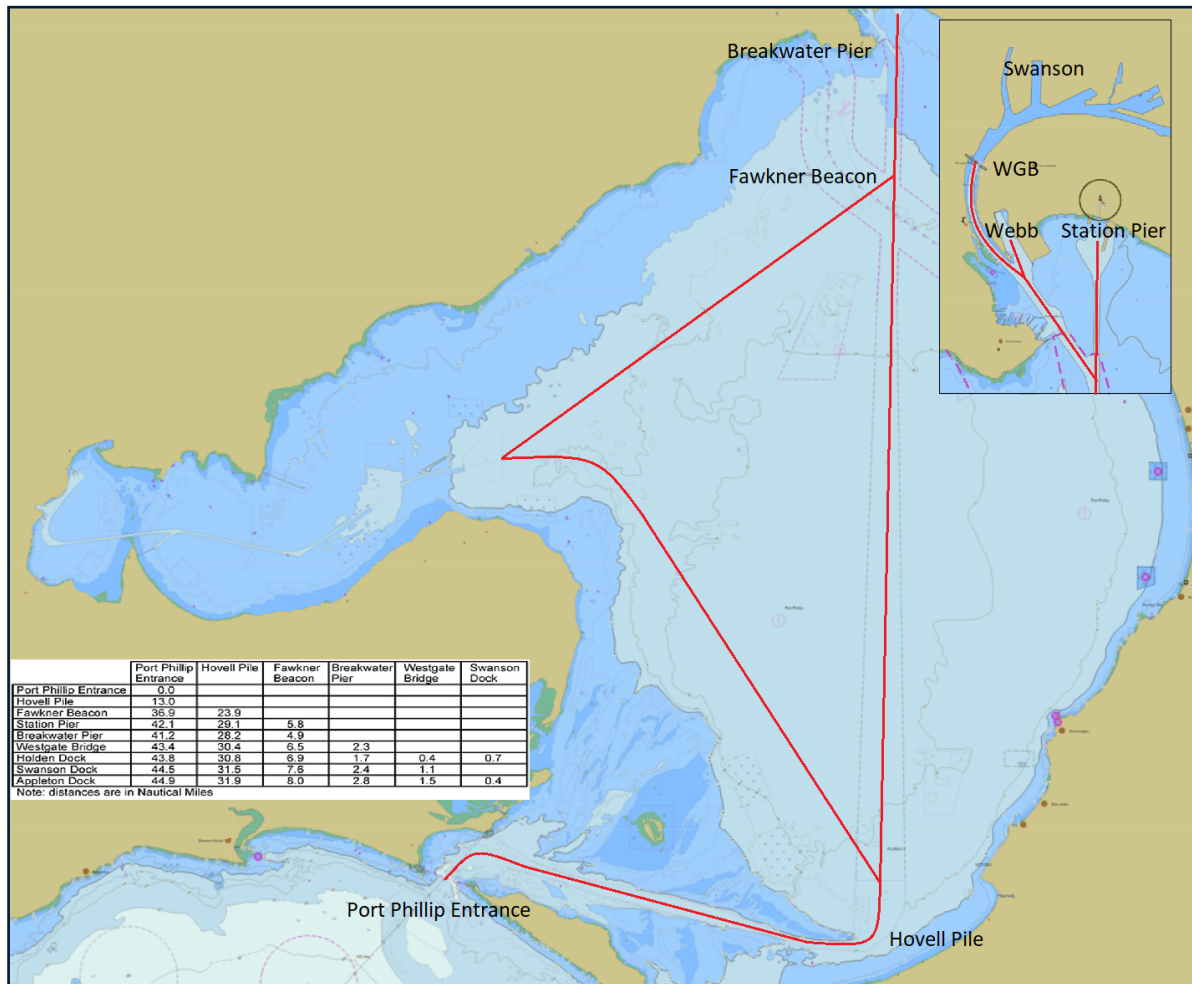 Breakwater Pier
Swanson
Fawkner Beacon
WGB
Webb Station Pier
Port Phillip Entrance Hovell Pile Fawkner Beacon Breakwater Pier Westgate Bridge Swanson Dock
Port Phillip Entrance 0.0
Hovell Pile 13.0
Fawkner Beacon 36.9 23.9
Station Pier 42.1 29.1 5.8
Breakwater Pier 41.2 28.2 4.9
Westgate Bridge 43.4 30.4 6.5 2.3
Holden Dock 43.8 30.8 6.9 1.7 0.4 0.7
Swanson Dock 44.5 31.5 7.6 2.4 1.1
Appleton Dock 44.9 31.9 8.0 2.8 1.5 0.4
Note: distances are in Nautical Miles
Port Phillip Entrance
Hovell Pile